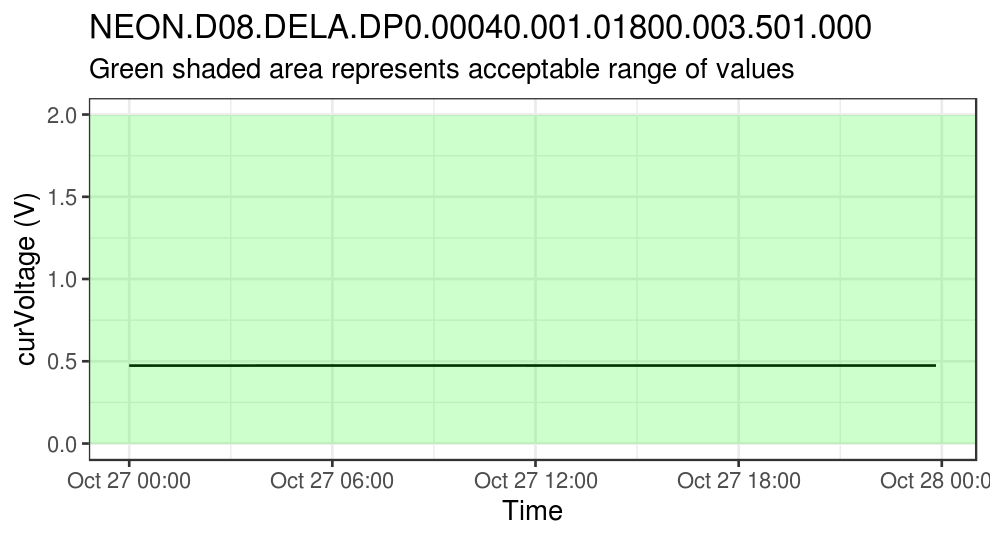 NEON.D08.DELA.DP0.00040.001.01800.003.501.000
Green shaded area represents acceptable range of values
curVoltage (V)
2.0
1.5
1.0
0.5
0.0
Oct 27 00:00 Oct 27 06:00 Oct 27 12:00 Oct 27 18:00 Oct 28 00:0
Time